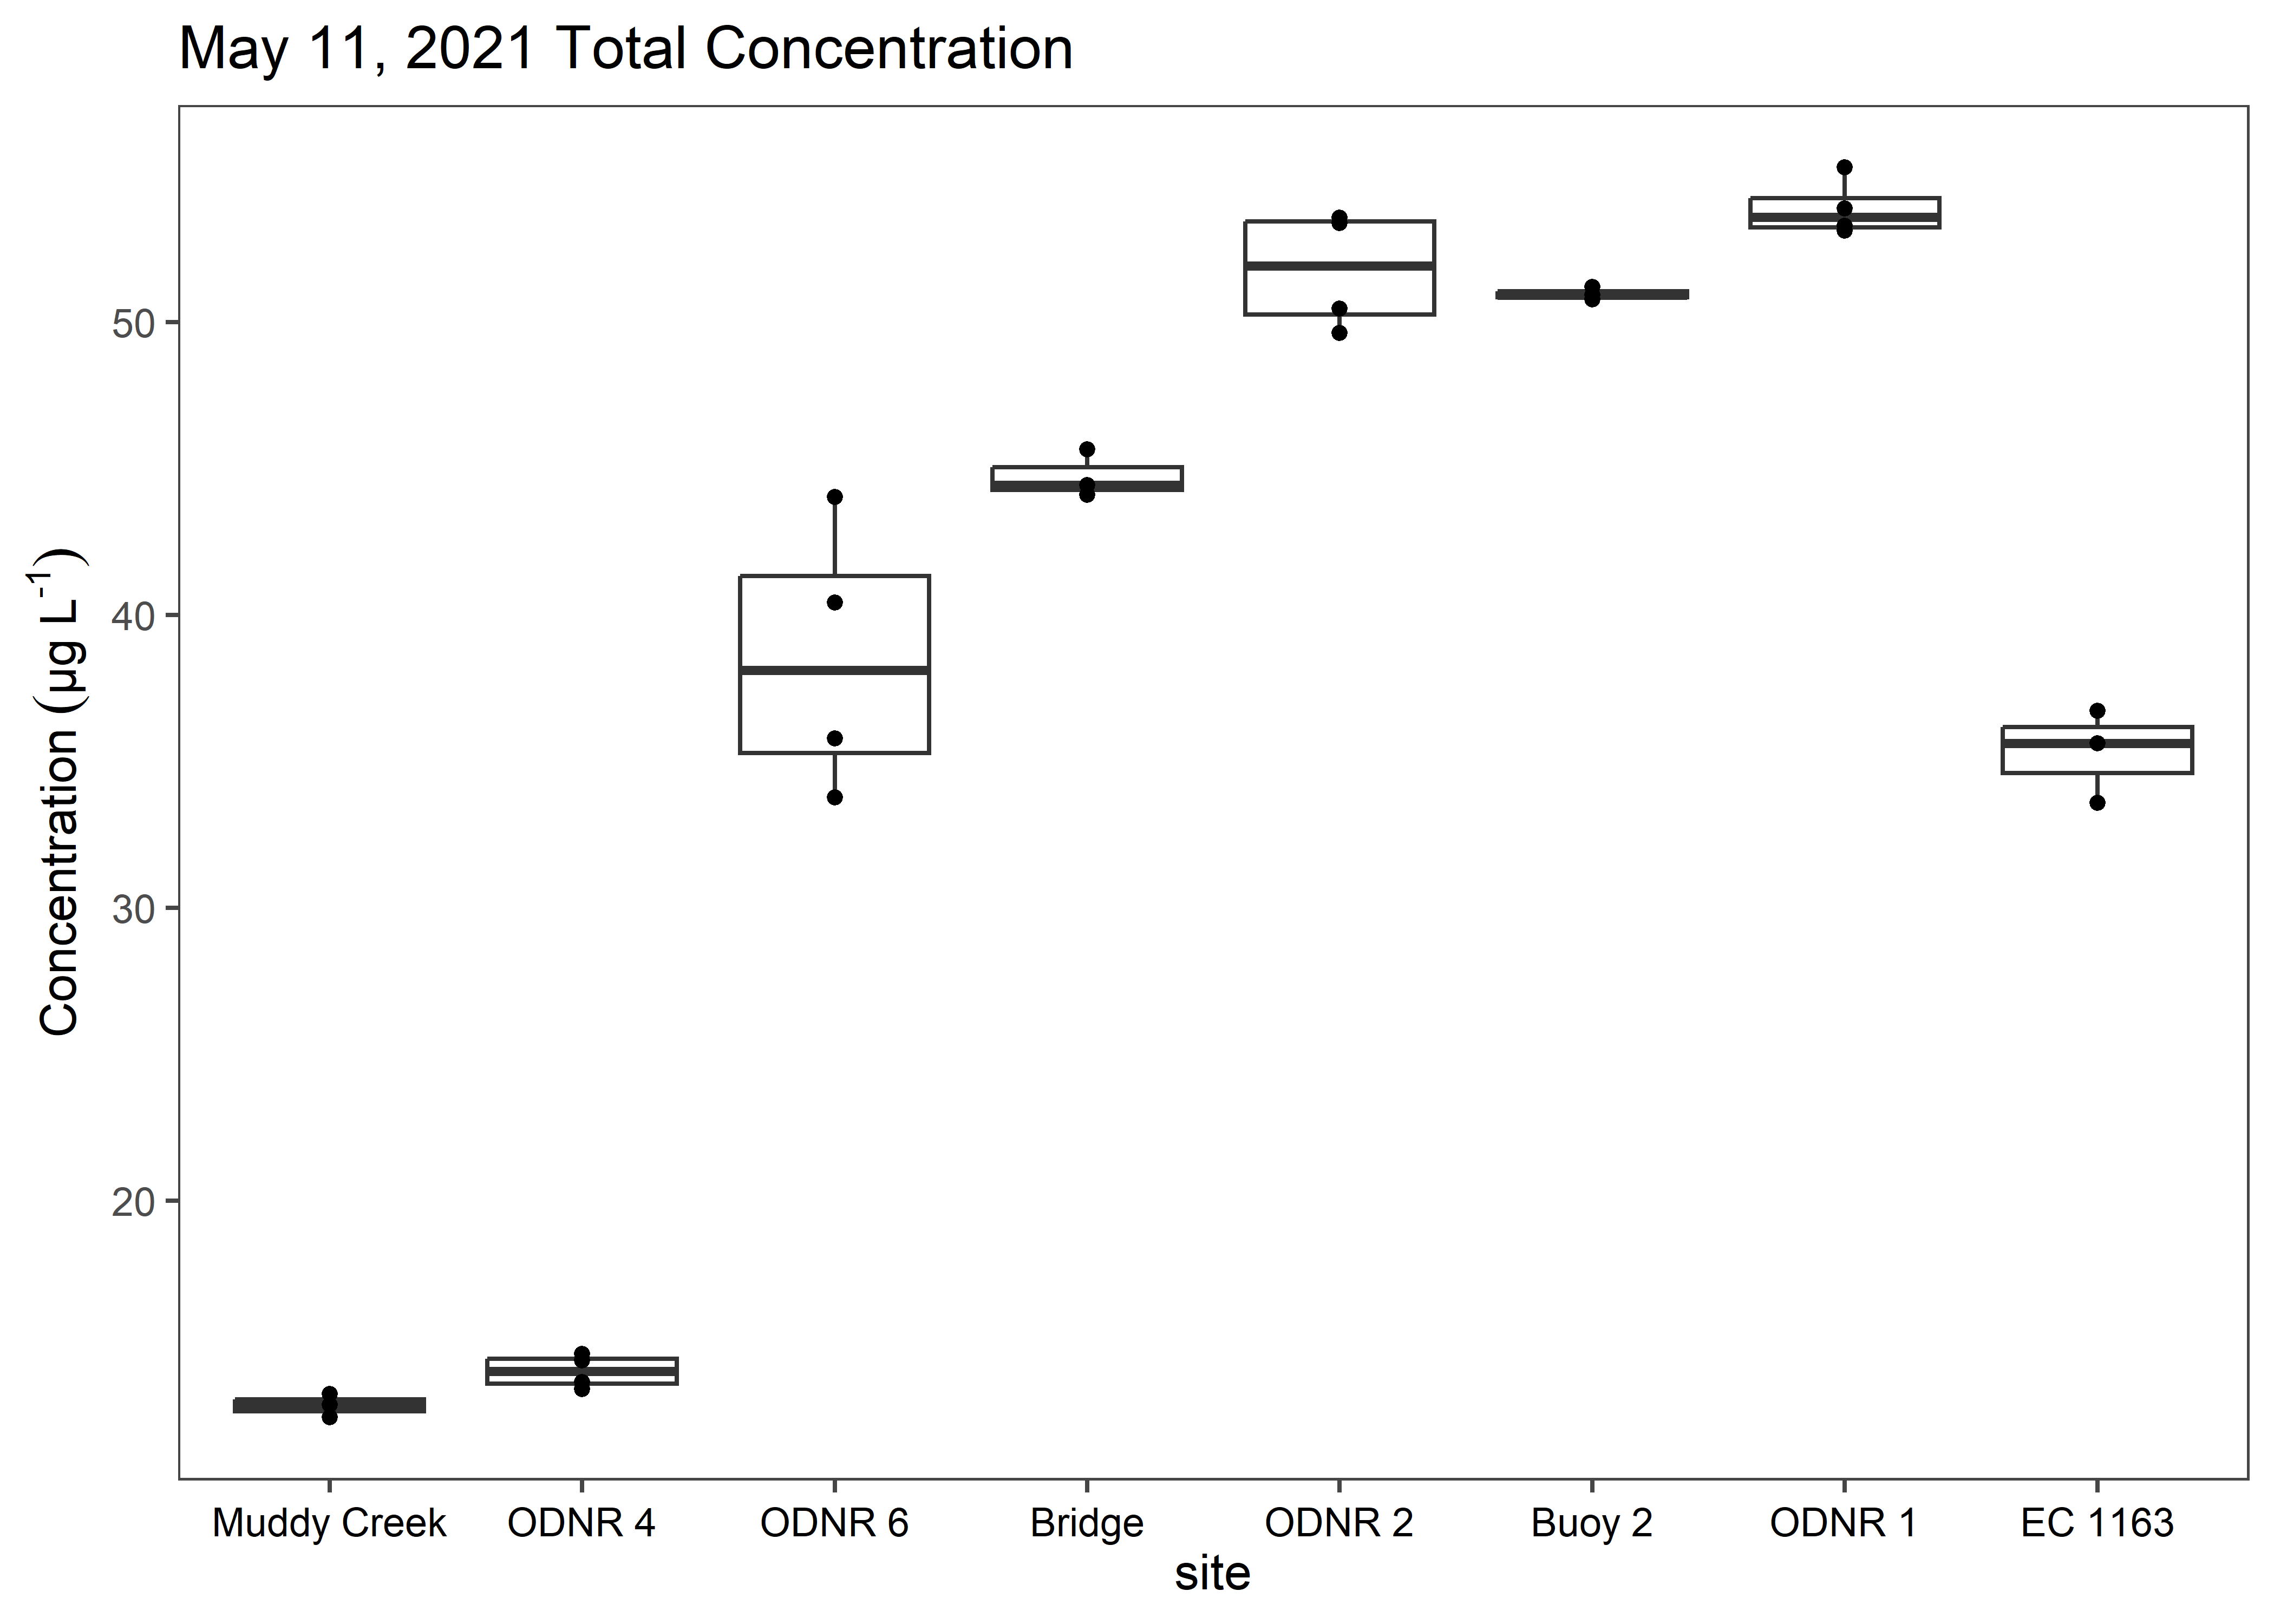 May 11, 2021 Total Concentration
Concentration (µg L⁻¹)
50
40
30
20
Muddy Creek ODNR 4 ODNR 6 Bridge ODNR 2 Buoy 2 ODNR 1 EC 1163
site